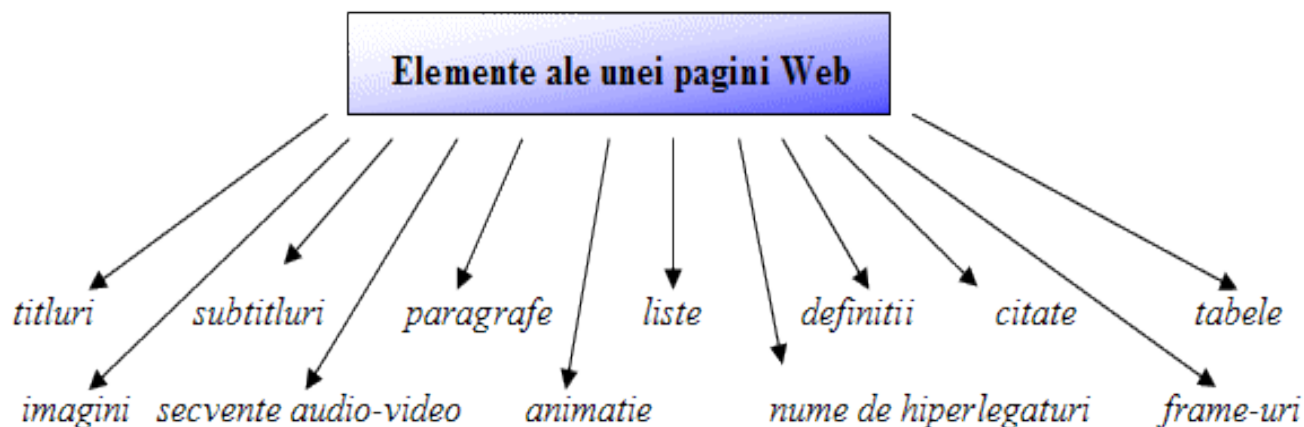 Elemente ale unei pagini Web
titluri subtitluri paragrafe liste definitii citate tabele
imagini secvente audio-video animatie nume de hiperlegaturi frame-uri